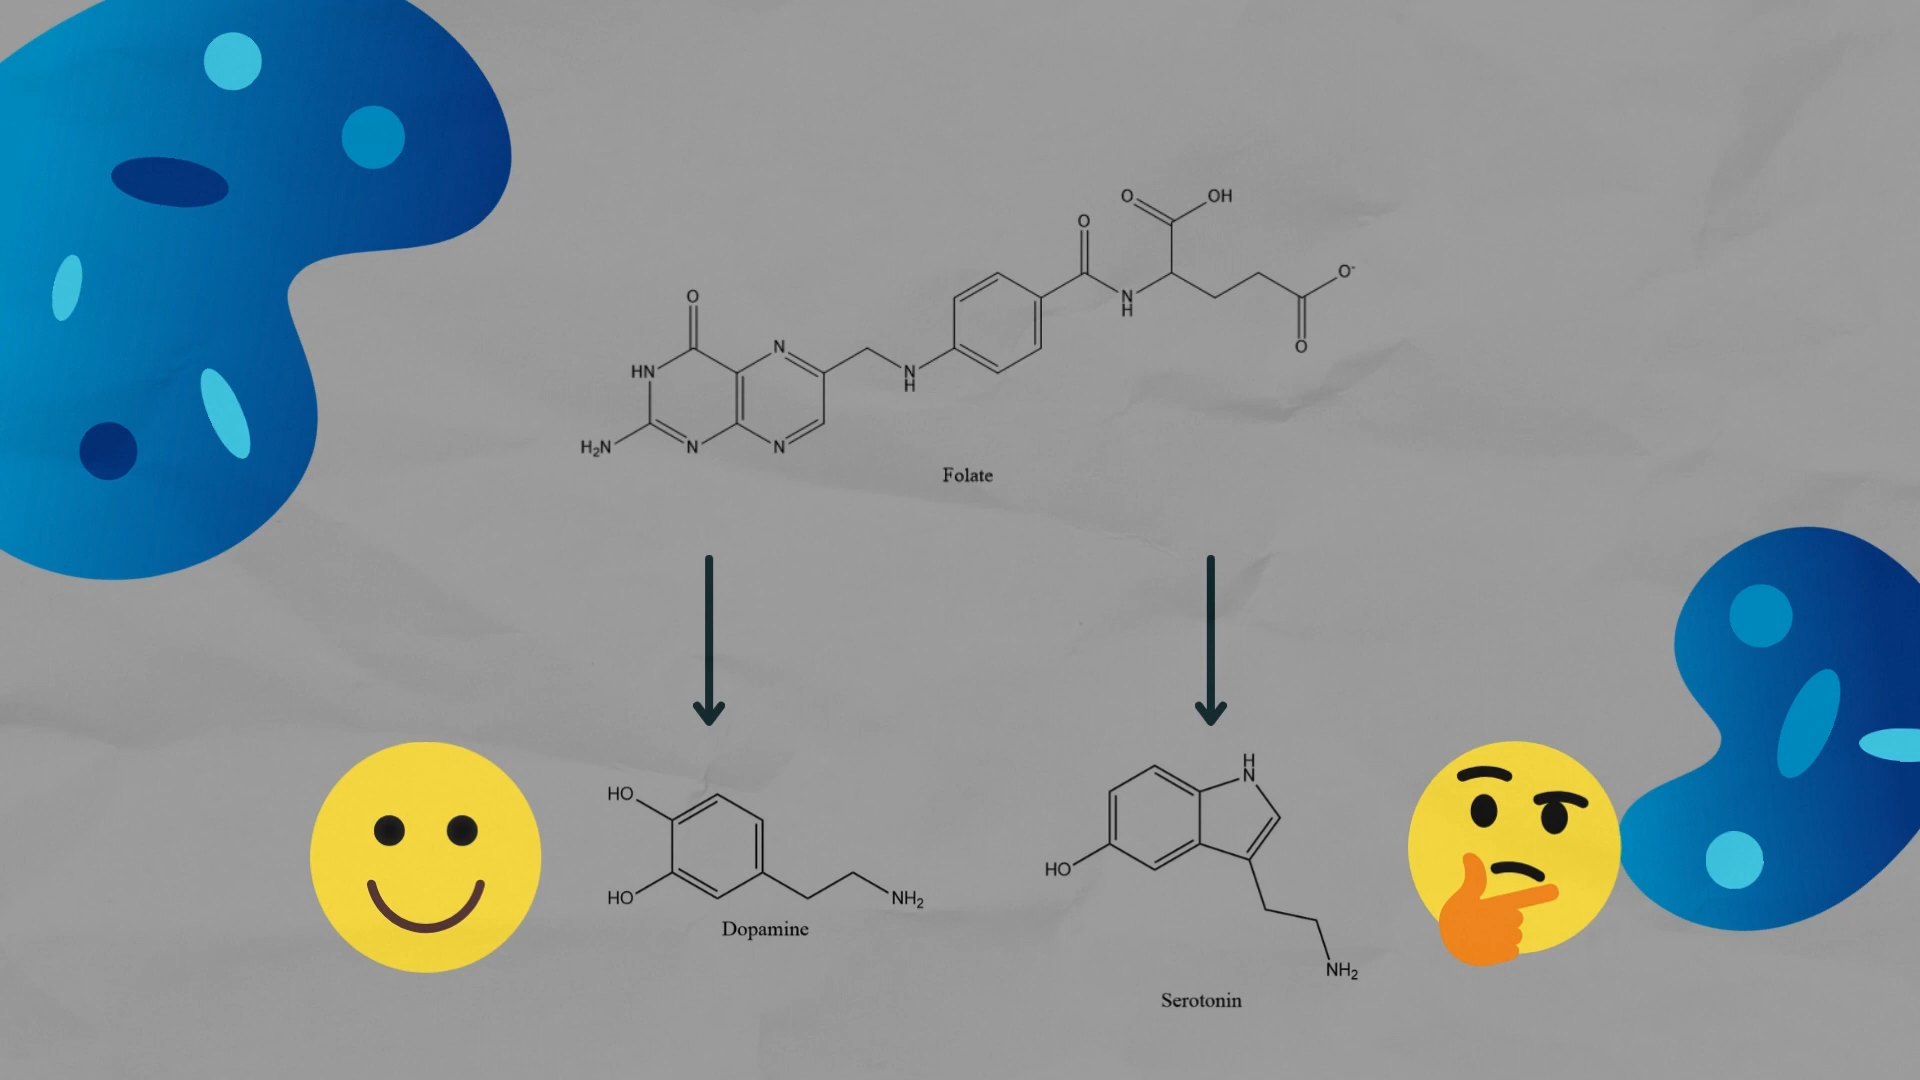 O OH
O
O⁻
O
N H
O
O
N
HN
N H
H₂N N N
Folate
H N
HO
HO
HO NH₂
Dopamine
NH₂
Serotonin